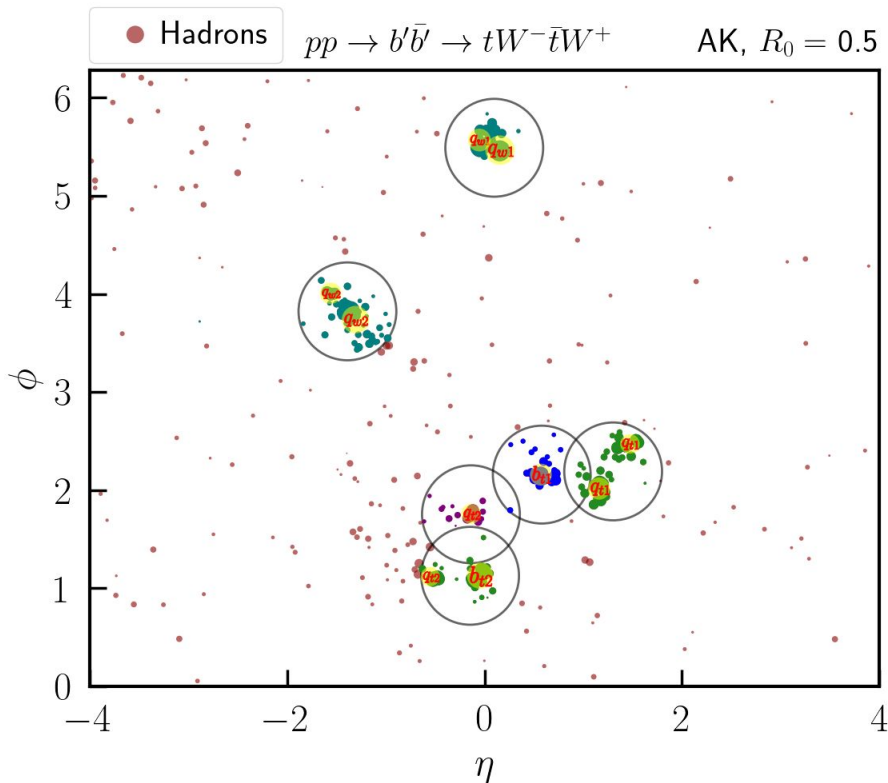 Hadrons
pp → b′b̄′ → tW⁻t̄W⁺
AK, R₀ = 0.5
6
5
4
3
2
1
0
ϕ
−4
−2
0
2
4
η
q_{w1}
q_{w1}
q_{w2}
q_{w2}
q_{t1}
b_{t1}
q_{t1}
q_{t2}
q_{t2}
b_{t2}